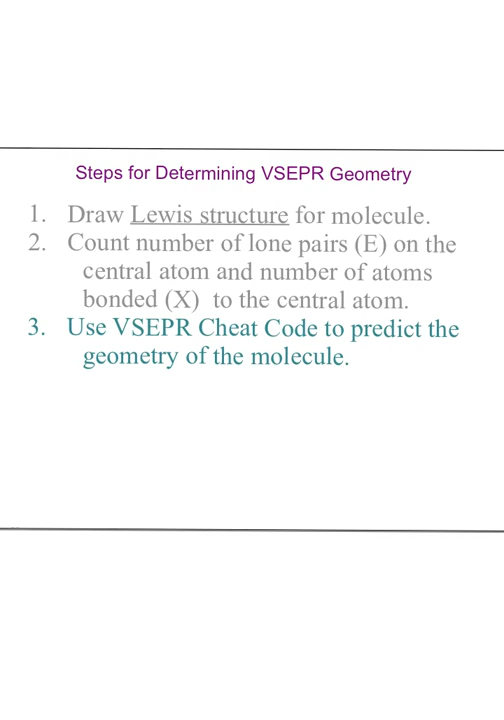 Steps for Determining VSEPR Geometry
1. Draw Lewis structure for molecule.
2. Count number of lone pairs (E) on the
central atom and number of atoms
bonded (X) to the central atom.
3. Use VSEPR Cheat Code to predict the
geometry of the molecule.